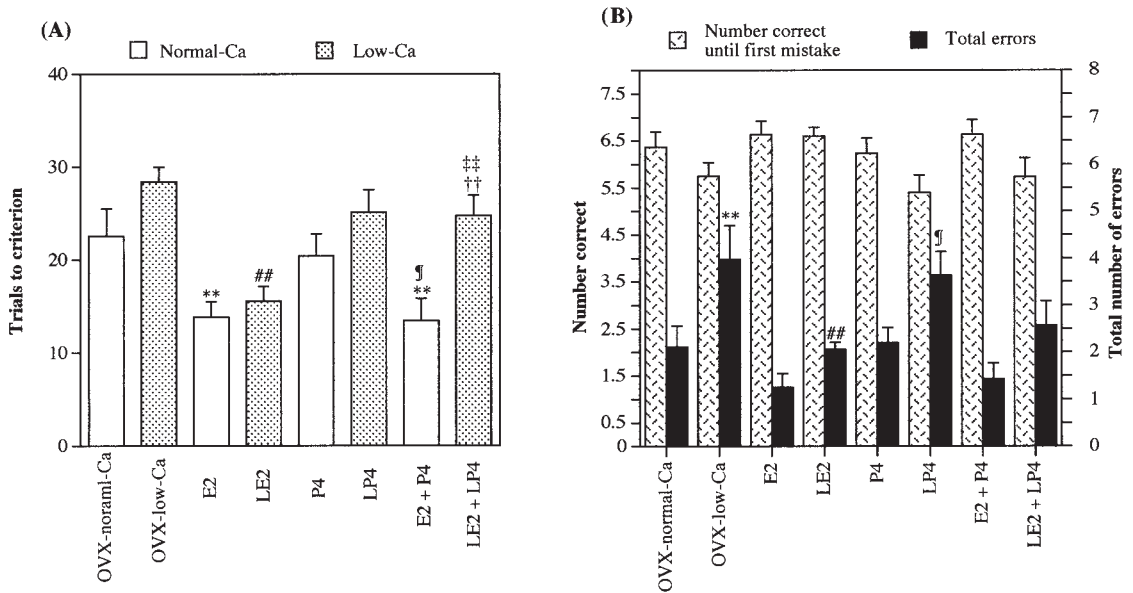 (A)
Normal-Ca
Low-Ca
Trials to criterion
40
30
20
10
0
**
##
¶
**
‡‡
††
OVX-noraml-Ca
OVX-low-Ca
E2
LE2
P4
LP4
E2 + P4
LE2 + LP4
(B)
Number correct
until first mistake
Total errors
Number correct
7.5
6.5
5.5
4.5
3.5
2.5
1.5
0.5
0
**
##
¶
8
7
6
5
4
3
2
1
0
Total number of errors
OVX-normal-Ca
OVX-low-Ca
E2
LE2
P4
LP4
E2 + P4
LE2 + LP4